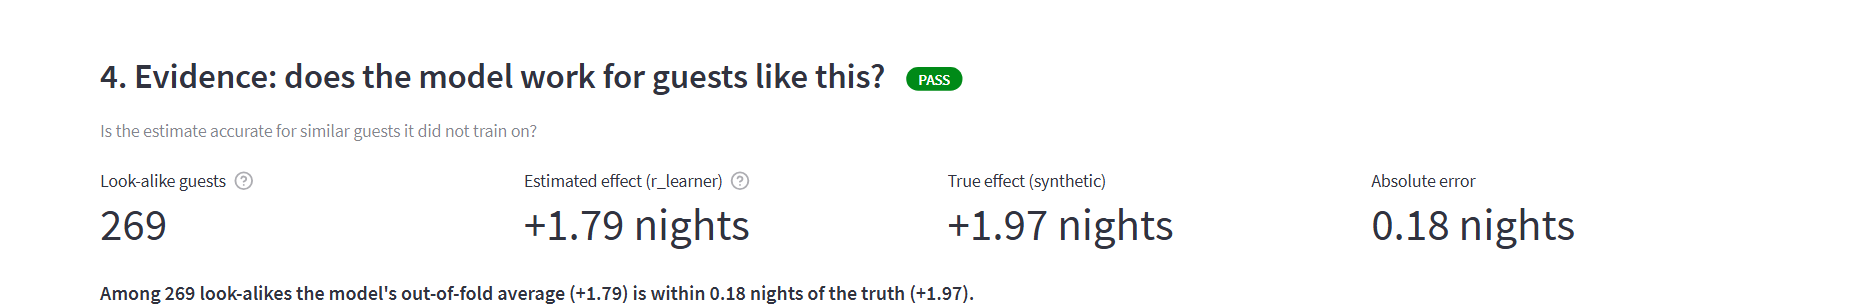 4. Evidence: does the model work for guests like this? PASS
Is the estimate accurate for similar guests it did not train on?
Look-alike guests ?
Estimated effect (r_learner) ?
True effect (synthetic)
Absolute error
269
+1.79 nights
+1.97 nights
0.18 nights
Among 269 look-alikes the model's out-of-fold average (+1.79) is within 0.18 nights of the truth (+1.97).